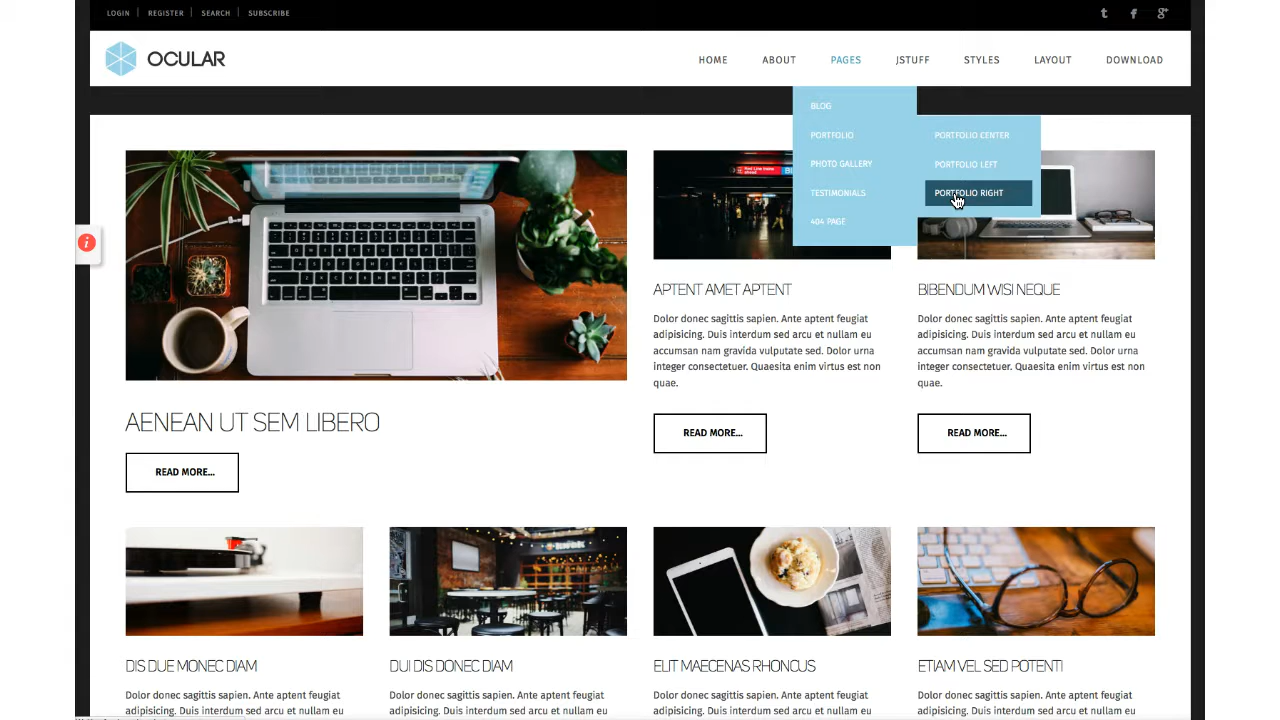 LOGIN | REGISTER | SEARCH | SUBSCRIBE
OCULAR
HOME ABOUT PAGES JSTUFF STYLES LAYOUT DOWNLOAD
BLOG
PORTFOLIO
PHOTO GALLERY
TESTIMONIALS
404 PAGE
PORTFOLIO CENTER
PORTFOLIO LEFT
PORTFOLIO RIGHT
AENEAN UT SEM LIBERO
READ MORE...
APTENT AMET APTENT
Dolor donec sagittis sapien. Ante aptent feugiat
adipisicing. Duis interdum sed arcu et nullam eu
accumsan nam gravida vulputate sed. Dolor urna
integer consectetuer. Quaesita enim virtus est non
quae.
READ MORE...
BIBENDUM WISI NEQUE
Dolor donec sagittis sapien. Ante aptent feugiat
adipisicing. Duis interdum sed arcu et nullam eu
accumsan nam gravida vulputate sed. Dolor urna
integer consectetuer. Quaesita enim virtus est non
quae.
READ MORE...
DIS DUE MONEC DIAM
Dolor donec sagittis sapien. Ante aptent feugiat
adipisicing. Duis interdum sed arcu et nullam eu
DUI DIS DONEC DIAM
Dolor donec sagittis sapien. Ante aptent feugiat
adipisicing. Duis interdum sed arcu et nullam eu
ELIT MAECENAS RHONCUS
Dolor donec sagittis sapien. Ante aptent feugiat
adipisicing. Duis interdum sed arcu et nullam eu
ETIAM VEL SED POTENTI
Dolor donec sagittis sapien. Ante aptent feugiat
adipisicing. Duis interdum sed arcu et nullam eu